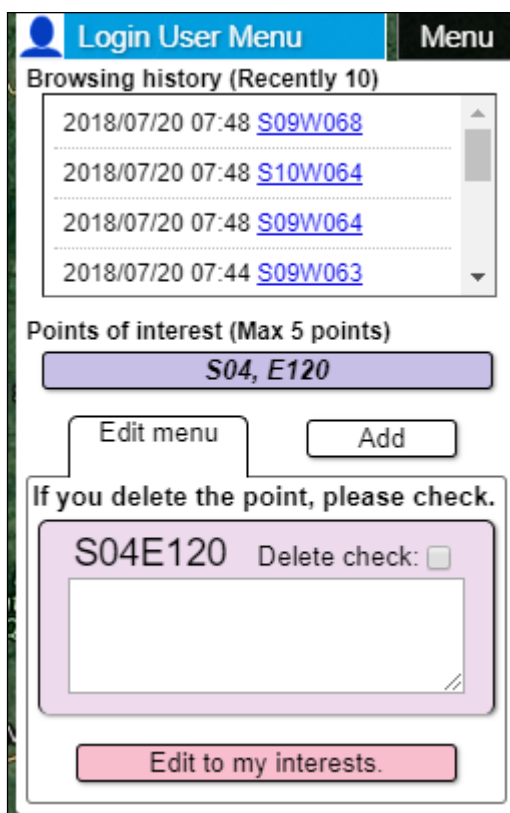 Login User Menu Menu
Browsing history (Recently 10)
2018/07/20 07:48 S09W068
2018/07/20 07:48 S10W064
2018/07/20 07:48 S09W064
2018/07/20 07:44 S09W063
Points of interest (Max 5 points)
S04, E120
Edit menu Add
If you delete the point, please check.
S04E120 Delete check:
Edit to my interests.